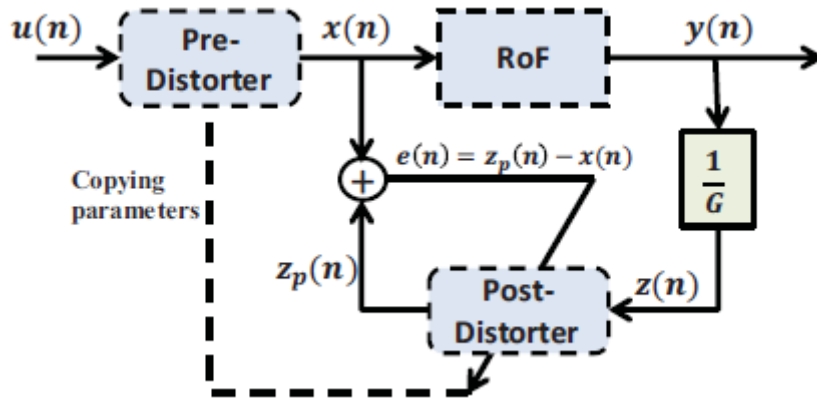 u(n)
Pre-
Distorter
x(n)
RoF
y(n)
e(n) = z_p(n) − x(n)
+
1
G
Copying
parameters
z_p(n)
Post-
Distorter
z(n)